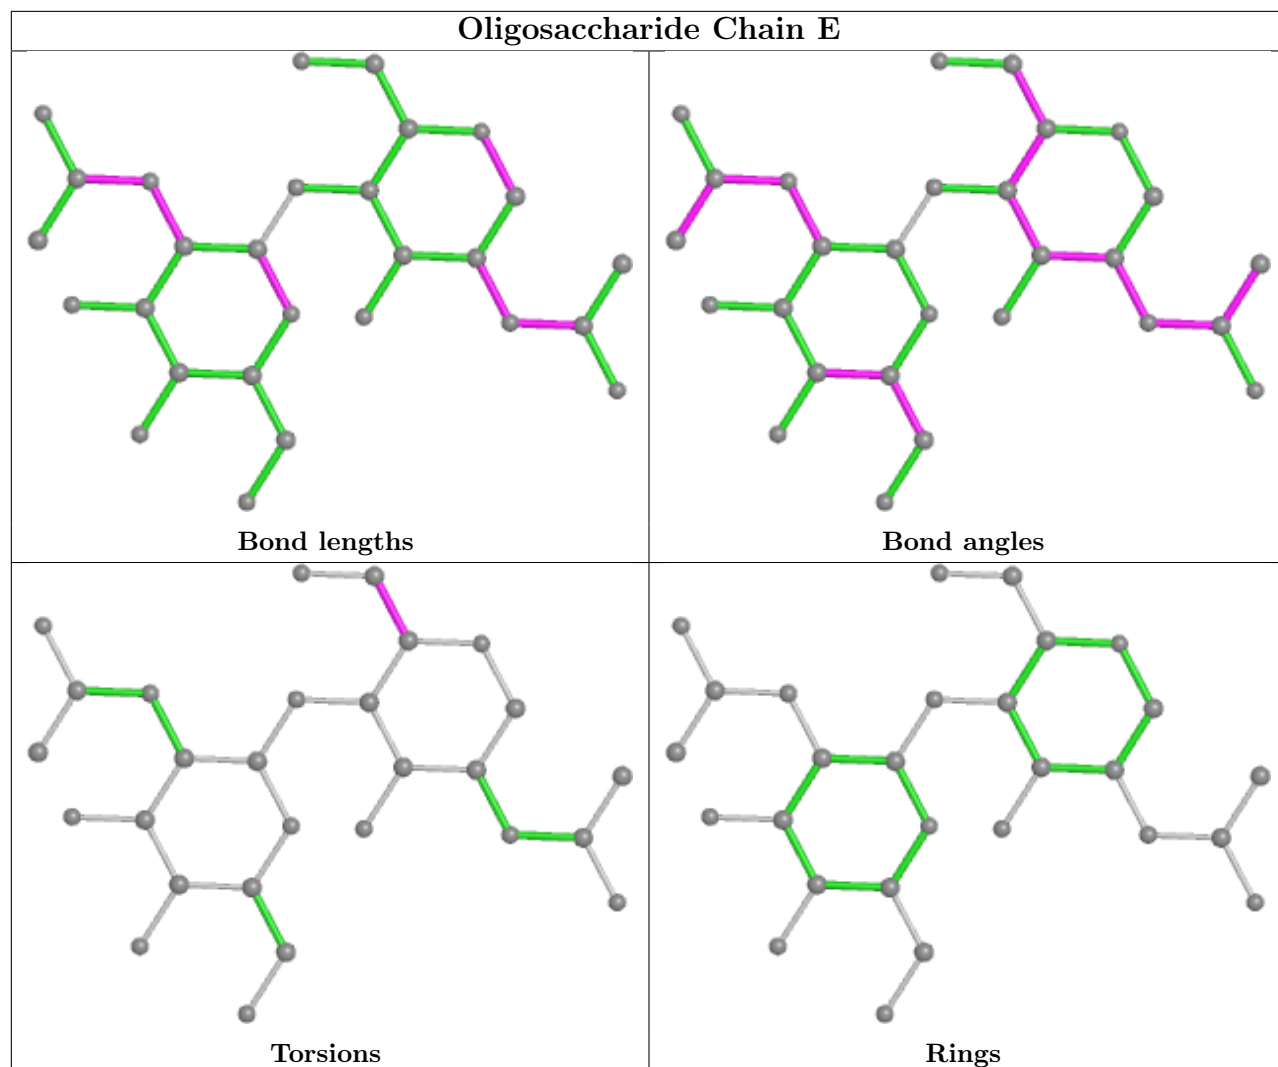 Oligosaccharide Chain E
Bond lengths
Bond angles
Torsions
Rings